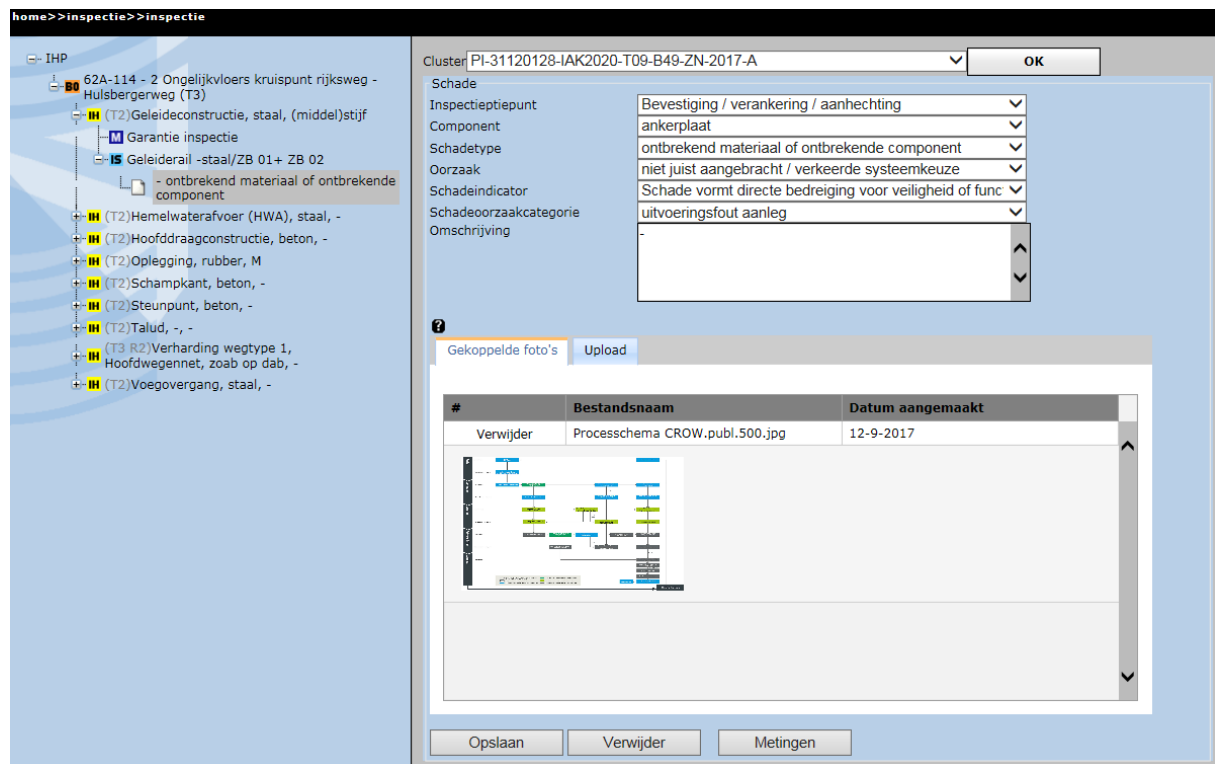 home>>inspectie>>inspectie
IHP
B0 62A-114 - 2 Ongelijkvloers kruispunt rijksweg -
Hulsbergerweg (T3)
IH (T2)Geleideconstructie, staal, (middel)stijf
M Garantie inspectie
IS Geleiderail -staal/ZB 01+ ZB 02
- ontbrekend materiaal of ontbrekende
component
IH (T2)Hemelwaterafvoer (HWA), staal, -
IH (T2)Hoofddraagconstructie, beton, -
IH (T2)Oplegging, rubber, M
IH (T2)Schampkant, beton, -
IH (T2)Steunpunt, beton, -
IH (T2)Talud, -, -
IH (T3 R2)Verharding wegtype 1,
Hoofdwegennet, zoab op dab, -
IH (T2)Voegovergang, staal, -
Cluster PI-31120128-IAK2020-T09-B49-ZN-2017-A OK
Schade
Inspectieptiepunt Bevestiging / verankering / aanhechting
Component ankerplaat
Schadetype ontbrekend materiaal of ontbrekende component
Oorzaak niet juist aangebracht / verkeerde systeemkeuze
Schadeindicator Schade vormt directe bedreiging voor veiligheid of func
Schadeoorzaakcategorie uitvoeringsfout aanleg
Omschrijving -
?
Gekoppelde foto's Upload
# Bestandsnaam Datum aangemaakt
Verwijder Processchema CROW.publ.500.jpg 12-9-2017
Opslaan Verwijder Metingen